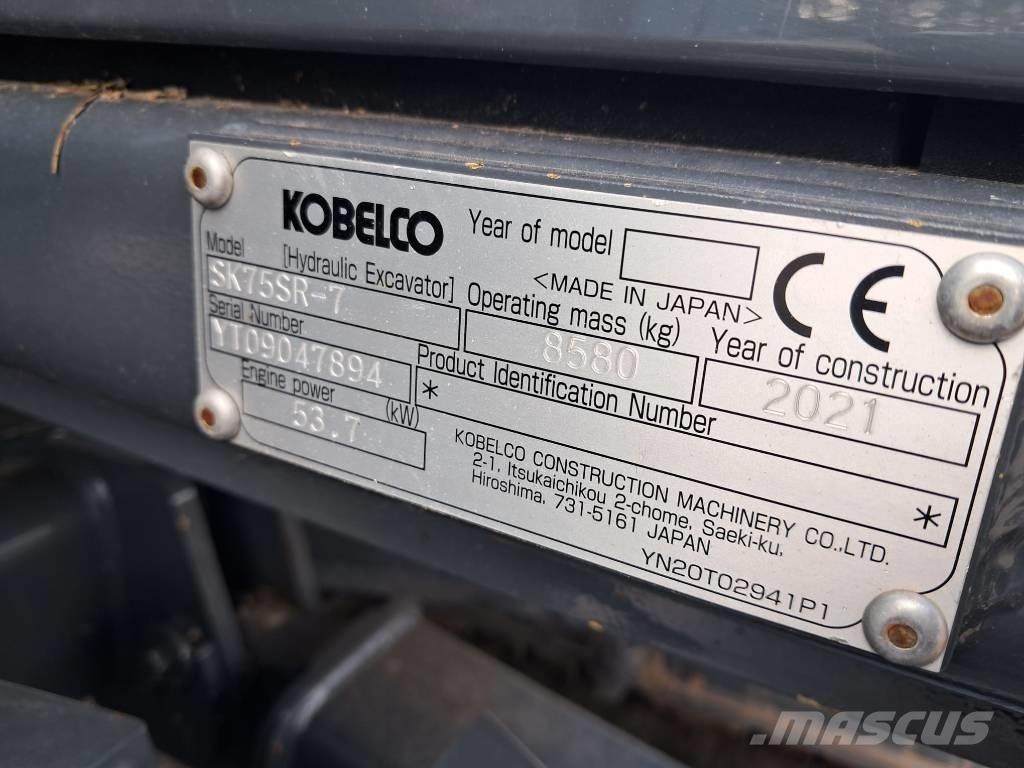 KOBELCO
Year of model
CE
Model [Hydraulic Excavator]
<MADE IN JAPAN>
SK75SR-7
Operating mass (kg)
8580
Year of construction
2021
Serial Number
YT09047894
Product Identification Number
* *
Engine power (kW)
53.7
KOBELCO CONSTRUCTION MACHINERY CO.,LTD.
2-1, Itsukaichikou 2-chome, Saeki-ku,
Hiroshima, 731-5161 JAPAN
YN20T02941P1
MASCUS